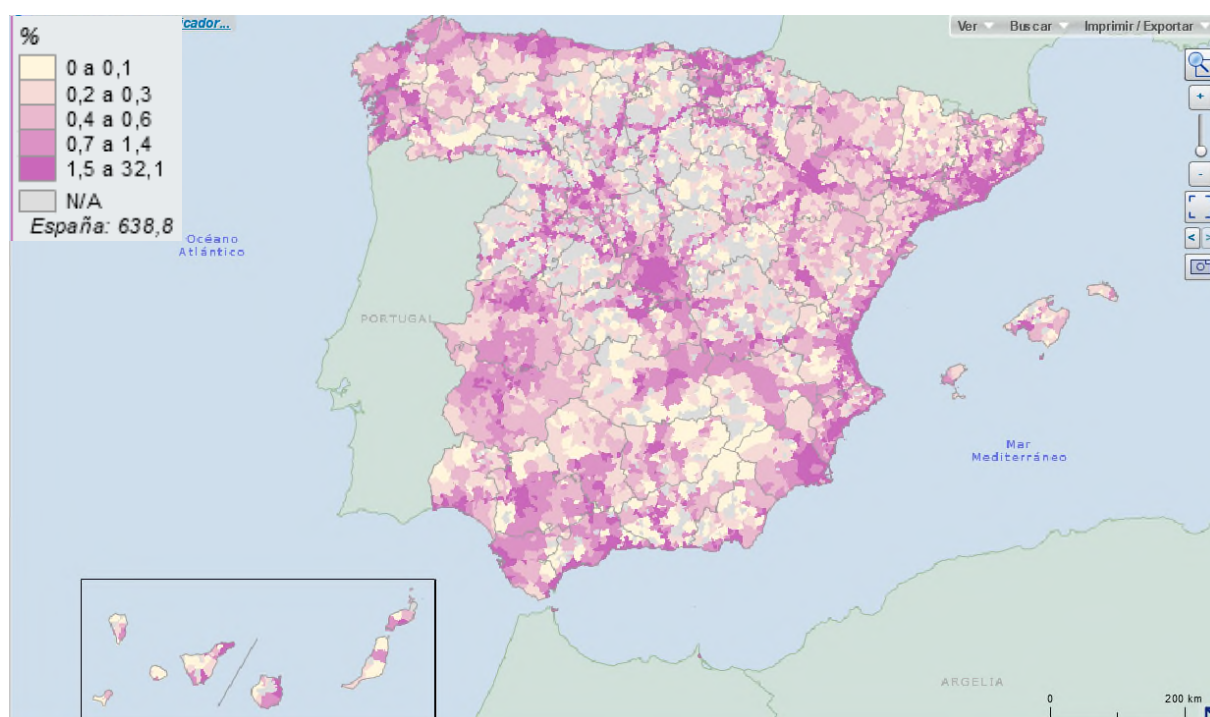 icador...
Ver Buscar Imprimir / Exportar
%
0 a 0,1
0,2 a 0,3
0,4 a 0,6
0,7 a 1,4
1,5 a 32,1
N/A
España: 638,8
Océano
Atlántico
PORTUGAL
Mar
Mediterráneo
ARGELIA
0 200 km
+
-
< >